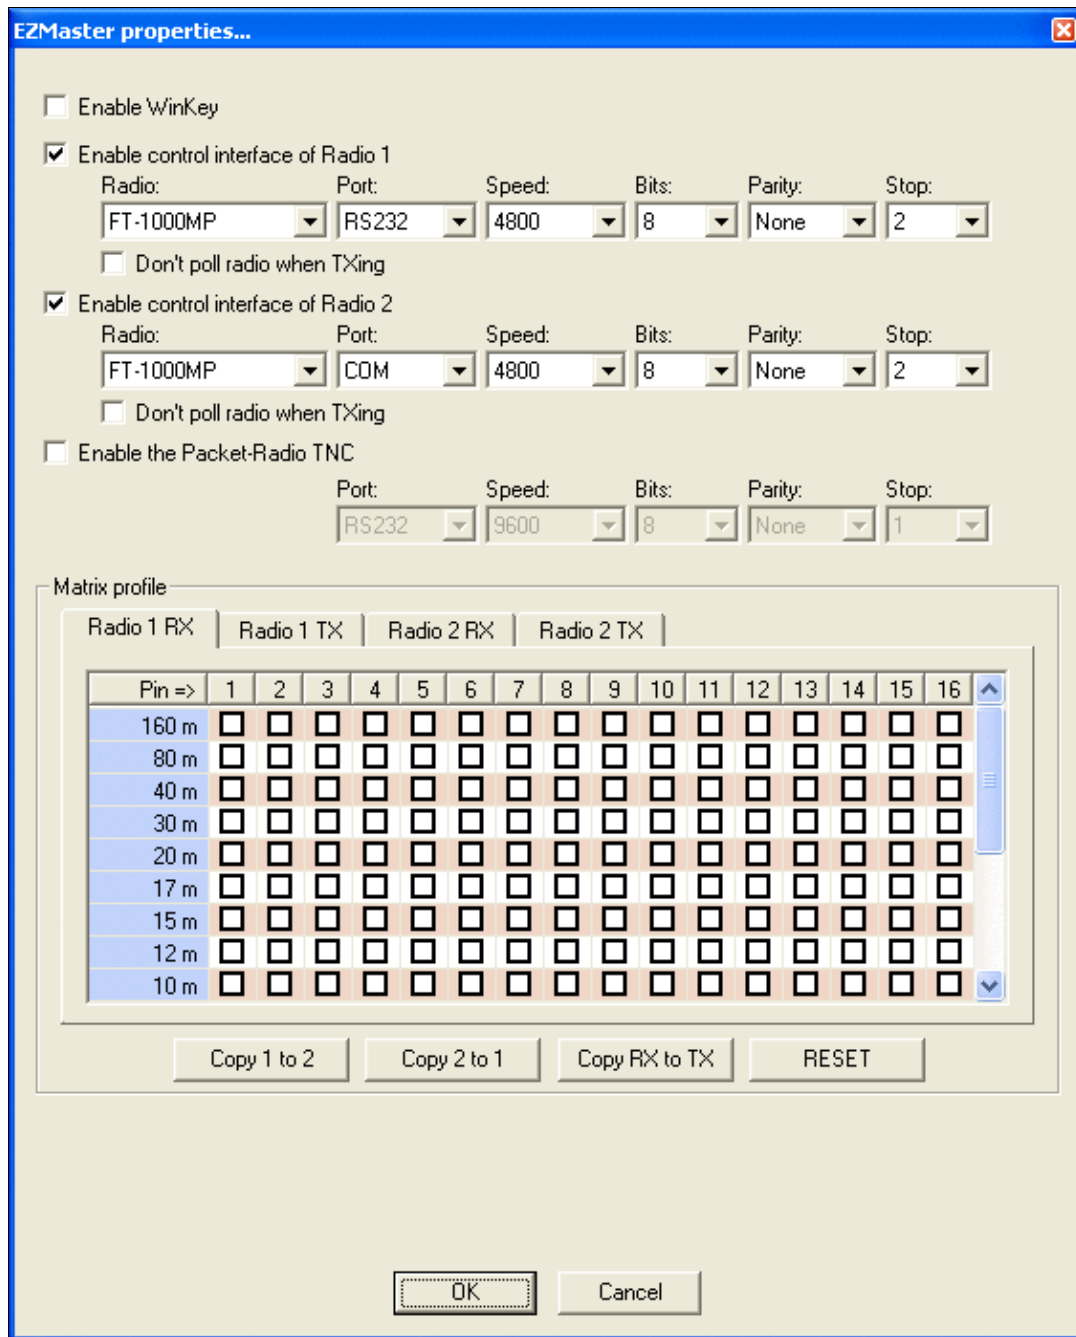 EZMaster properties...
Enable WinKey
Enable control interface of Radio 1
Radio: Port: Speed: Bits: Parity: Stop:
FT-1000MP RS232 4800 8 None 2
Don't poll radio when TXing
Enable control interface of Radio 2
Radio: Port: Speed: Bits: Parity: Stop:
FT-1000MP COM 4800 8 None 2
Don't poll radio when TXing
Enable the Packet-Radio TNC
Port: Speed: Bits: Parity: Stop:
RS232 9600 8 None 1
Matrix profile
Radio 1 RX Radio 1 TX Radio 2 RX Radio 2 TX
Pin => 1 2 3 4 5 6 7 8 9 10 11 12 13 14 15 16
160 m
80 m
40 m
30 m
20 m
17 m
15 m
12 m
10 m
Copy 1 to 2 Copy 2 to 1 Copy RX to TX RESET
OK Cancel